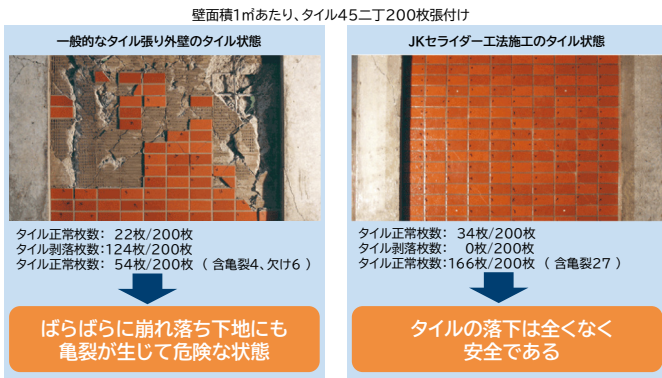 壁面積1㎡あたり、タイル45二丁200枚張付け
一般的なタイル張り外壁のタイル状態
タイル正常枚数: 22枚/200枚
タイル剥落枚数:124枚/200枚
タイル正常枚数: 54枚/200枚 ( 含亀裂4、欠け6 )
ばらばらに崩れ落ち下地にも
亀裂が生じて危険な状態
JKセライダー工法施工のタイル状態
タイル正常枚数: 34枚/200枚
タイル剥落枚数: 0枚/200枚
タイル正常枚数:166枚/200枚 ( 含亀裂27 )
タイルの落下は全くなく
安全である